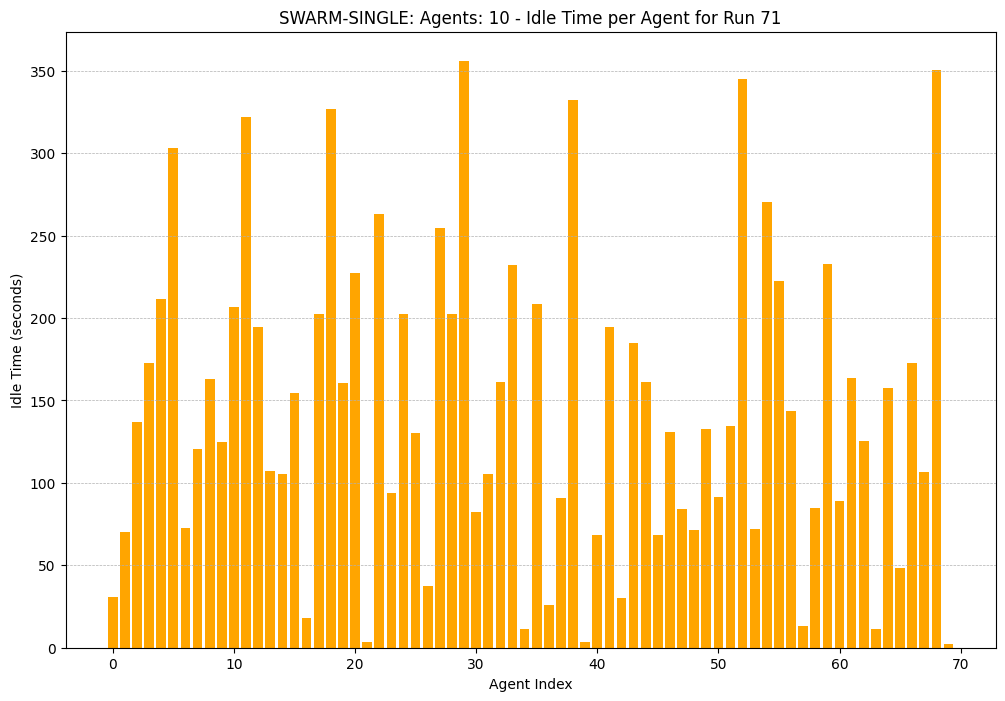 SWARM-SINGLE: Agents: 10 - Idle Time per Agent for Run 71
Idle Time (seconds)
350
300
250
200
150
100
50
0
0 10 20 30 40 50 60 70
Agent Index